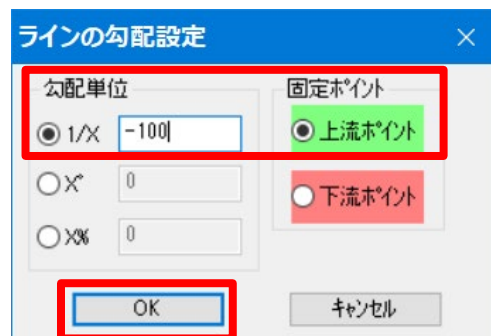 ラインの勾配設定
勾配単位
1/X -100
X° 0
X% 0
固定ポイント
上流ポイント
下流ポイント
OK
キャンセル